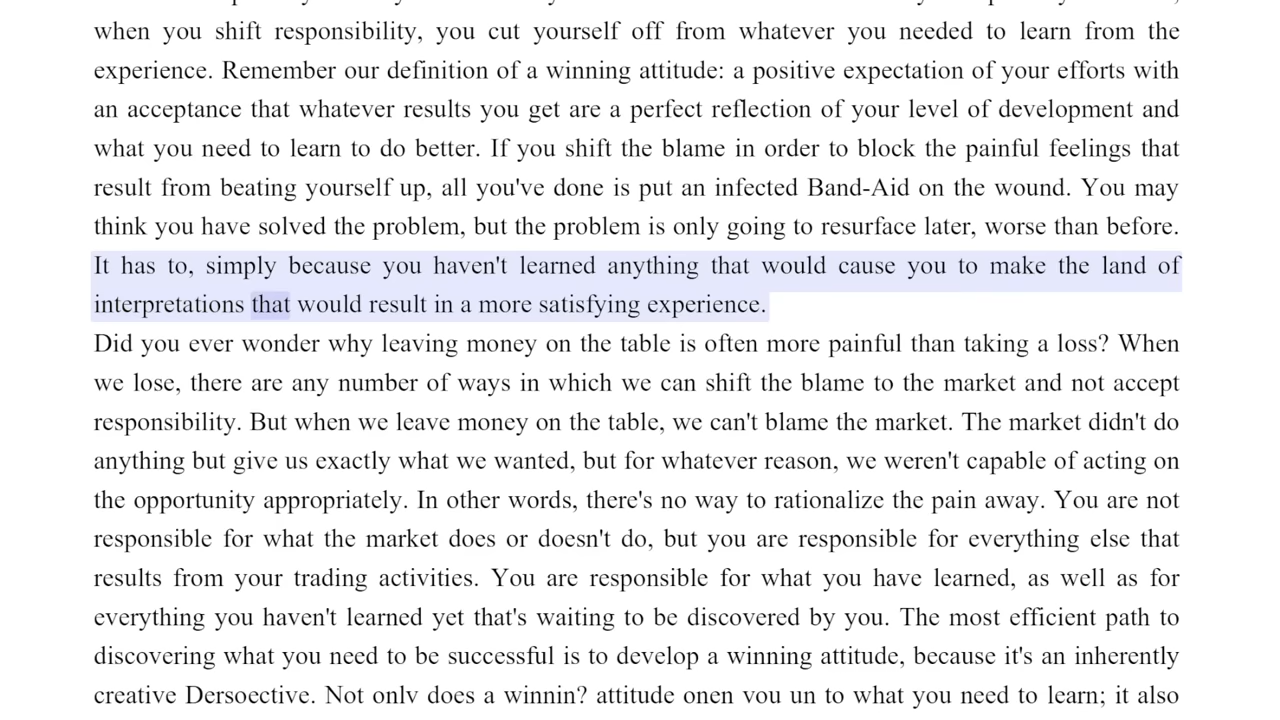 when you shift responsibility, you cut yourself off from whatever you needed to learn from the
experience. Remember our definition of a winning attitude: a positive expectation of your efforts with
an acceptance that whatever results you get are a perfect reflection of your level of development and
what you need to learn to do better. If you shift the blame in order to block the painful feelings that
result from beating yourself up, all you've done is put an infected Band-Aid on the wound. You may
think you have solved the problem, but the problem is only going to resurface later, worse than before.
It has to, simply because you haven't learned anything that would cause you to make the land of
interpretations that would result in a more satisfying experience.
Did you ever wonder why leaving money on the table is often more painful than taking a loss? When
we lose, there are any number of ways in which we can shift the blame to the market and not accept
responsibility. But when we leave money on the table, we can't blame the market. The market didn't do
anything but give us exactly what we wanted, but for whatever reason, we weren't capable of acting on
the opportunity appropriately. In other words, there's no way to rationalize the pain away. You are not
responsible for what the market does or doesn't do, but you are responsible for everything else that
results from your trading activities. You are responsible for what you have learned, as well as for
everything you haven't learned yet that's waiting to be discovered by you. The most efficient path to
discovering what you need to be successful is to develop a winning attitude, because it's an inherently
creative Dersoective. Not onlv does a winnin? attitude onen vou un to what you need to learn; it also